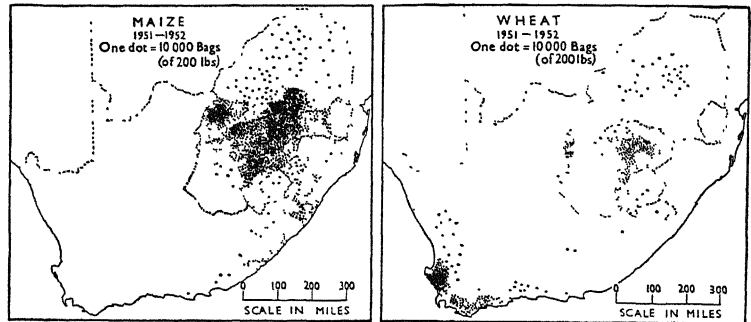 MAIZE
1951—1952
One dot = 10 000 Bags
(of 200 lbs)
0 100 200 300
SCALE IN MILES
WHEAT
1951 — 1952
One dot = 10 000 Bags
(of 200lbs)
0 100 200 300
SCALE IN MILES